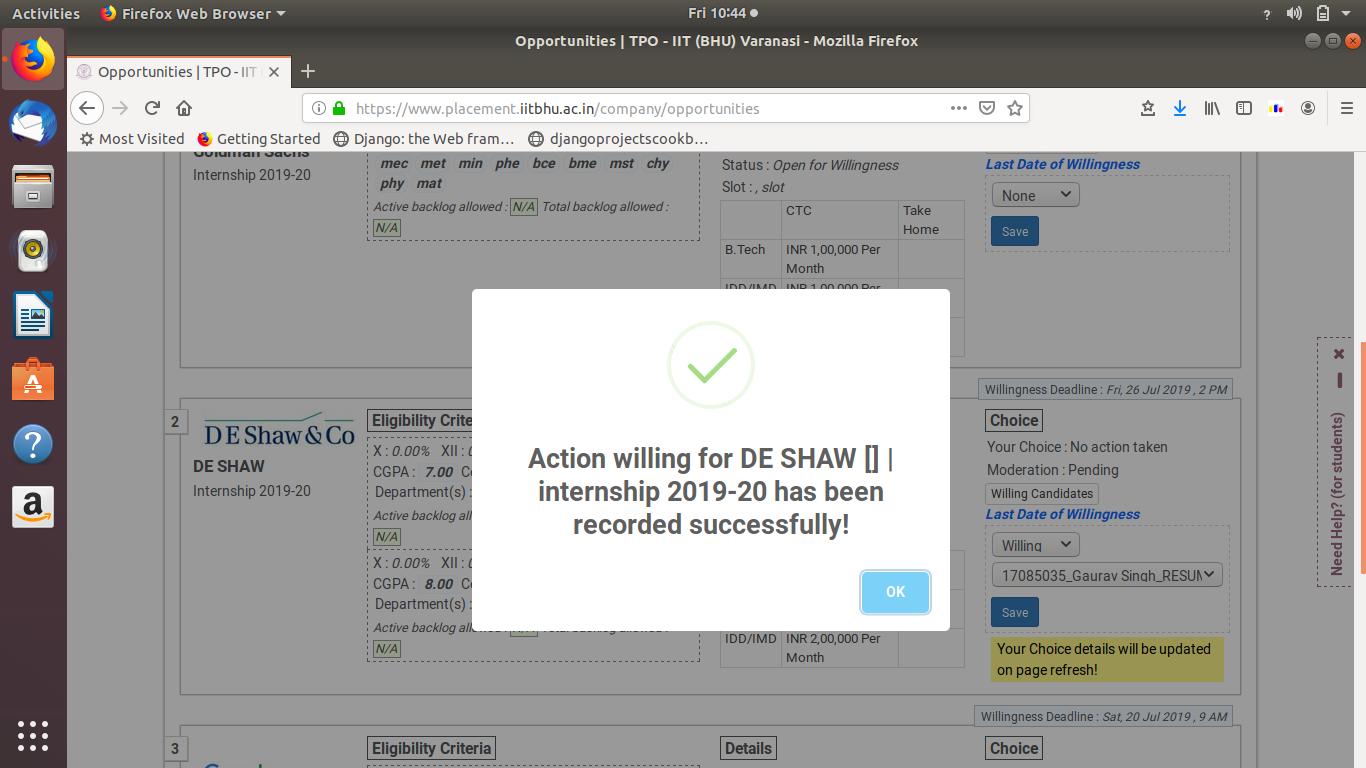 Activities
Firefox Web Browser
Fri 10:44
?
Opportunities | TPO - IIT (BHU) Varanasi - Mozilla Firefox
Opportunities | TPO - IIT
https://www.placement.iitbhu.ac.in/company/opportunities
Most Visited
Getting Started
Django: the Web fram…
djangoprojectscookb…
Goldman Sachs
Internship 2019-20
mec met min phe bce bme mst chy
phy mat
Active backlog allowed : N/A Total backlog allowed :
N/A
Status : Open for Willingness
Slot : , slot
CTC Take
Home
B.Tech INR 1,00,000 Per
Month
IDD/IMD INR 1,00,000 Per
Last Date of Willingness
None
Save
Willingness Deadline : Fri, 26 Jul 2019 , 2 PM
2
DE Shaw & Co
DE SHAW
Internship 2019-20
Eligibility Crite
X : 0.00% XII :
CGPA : 7.00
Department(s) :
Active backlog al
N/A
X : 0.00% XII :
CGPA : 8.00
Department(s) :
Active backlog allowed : N/A Total backlog allowed :
N/A
Action willing for DE SHAW [] |
internship 2019-20 has been
recorded successfully!
OK
IDD/IMD INR 2,00,000 Per
Month
Choice
Your Choice : No action taken
Moderation : Pending
Willing Candidates
Last Date of Willingness
Willing
17085035_Gaurav Singh_RESUM
Save
Your Choice details will be updated
on page refresh!
Need Help? (for students)
Willingness Deadline : Sat, 20 Jul 2019 , 9 AM
3
Eligibility Criteria
Details
Choice